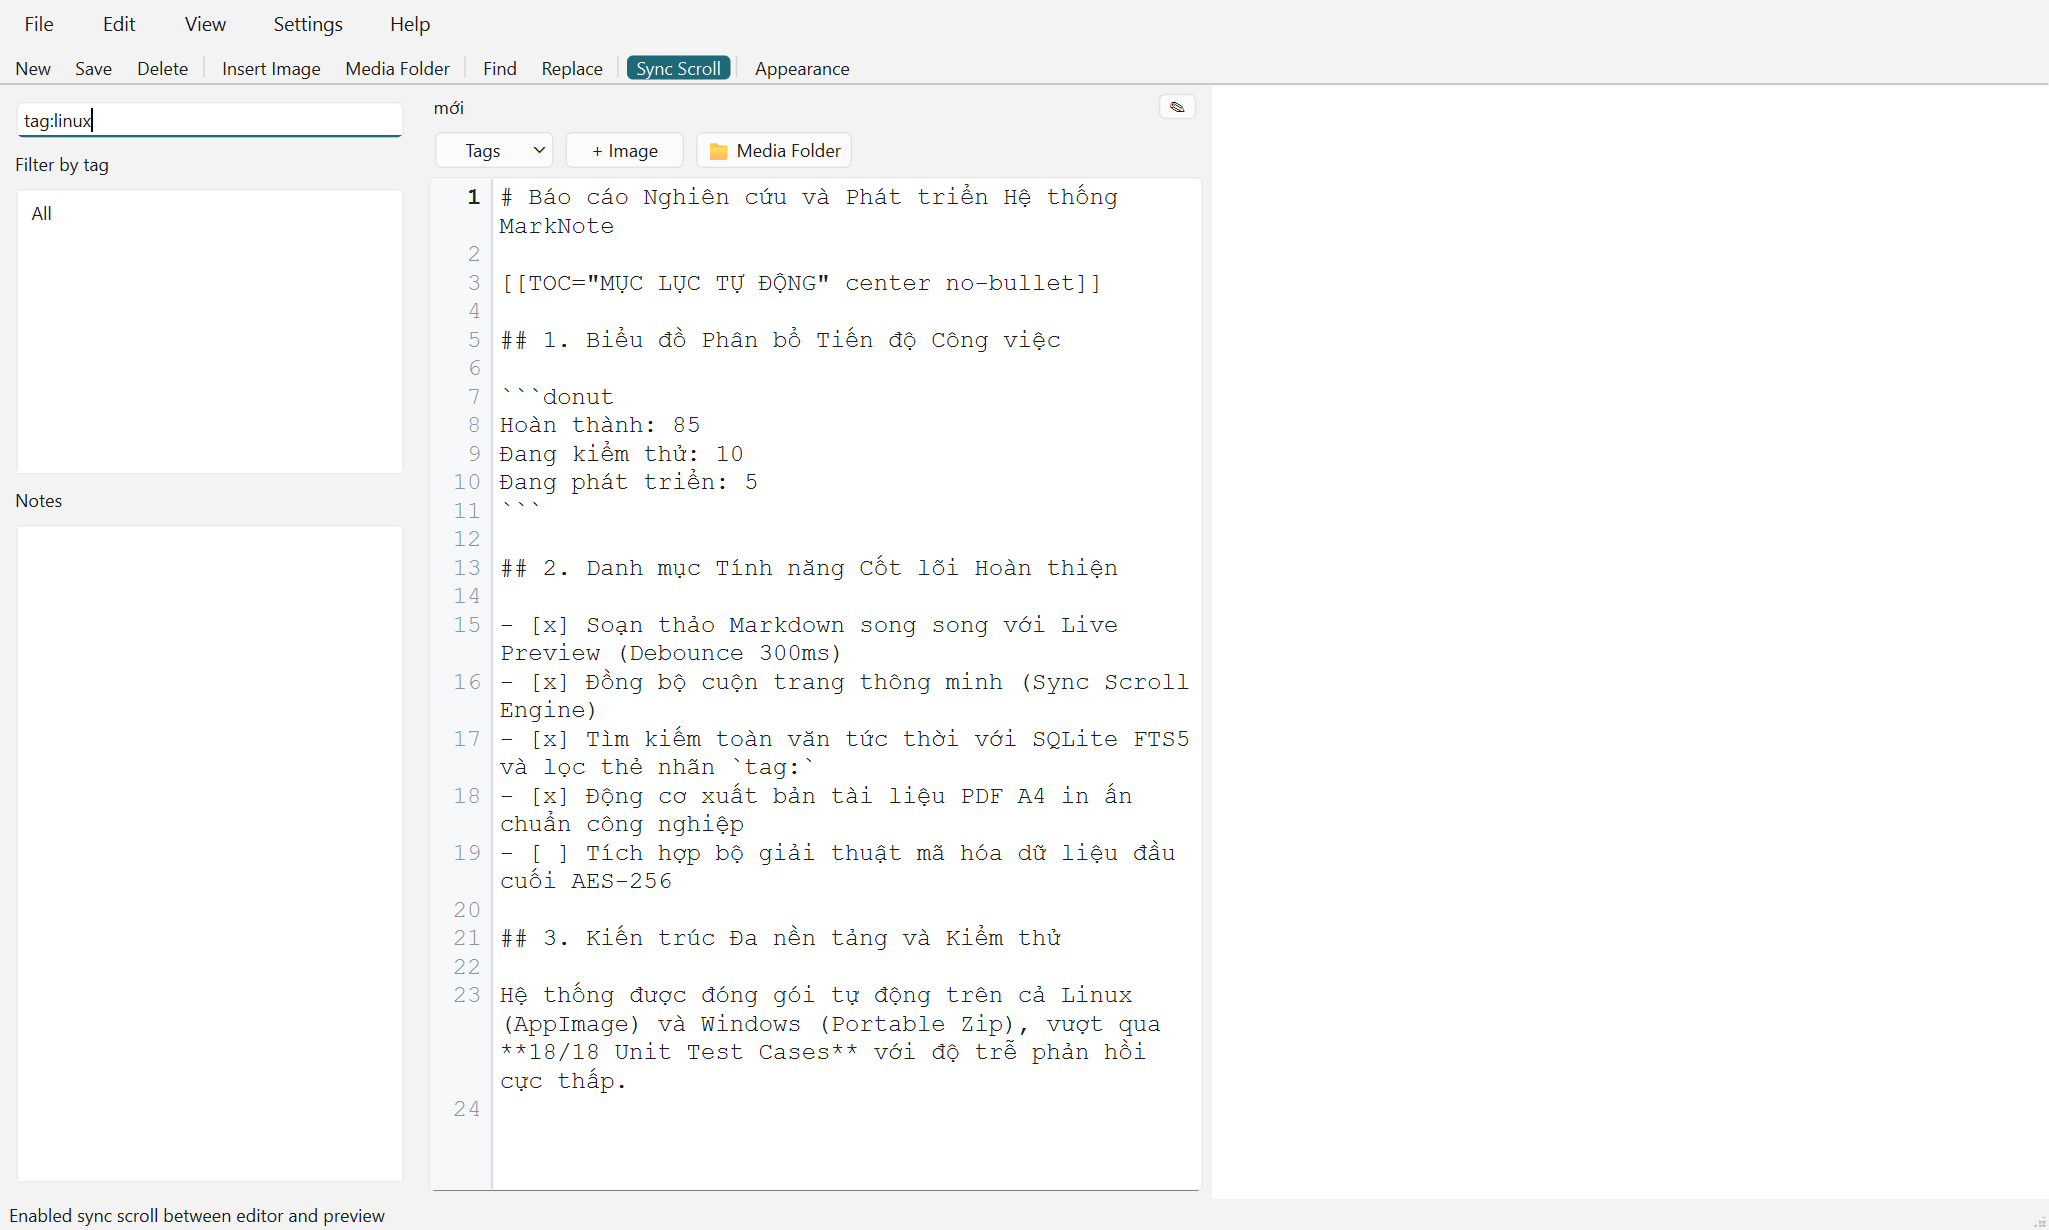 File Edit View Settings Help
New Save Delete Insert Image Media Folder Find Replace Sync Scroll Appearance
tag:linux
Filter by tag
All
Notes
mới
Tags + Image Media Folder
1 # Báo cáo Nghiên cứu và Phát triển Hệ thống
MarkNote
2
3 [[TOC="MỤC LỤC TỰ ĐỘNG" center no-bullet]]
4
5 ## 1. Biểu đồ Phân bổ Tiến độ Công việc
6
7 ```donut
8 Hoàn thành: 85
9 Đang kiểm thử: 10
10 Đang phát triển: 5
11 ```
12
13 ## 2. Danh mục Tính năng Cốt lõi Hoàn thiện
14
15 - [x] Soạn thảo Markdown song song với Live
Preview (Debounce 300ms)
16 - [x] Đồng bộ cuộn trang thông minh (Sync Scroll
Engine)
17 - [x] Tìm kiếm toàn văn tức thời với SQLite FTS5
và lọc thẻ nhãn `tag:`
18 - [x] Động cơ xuất bản tài liệu PDF A4 in ấn
chuẩn công nghiệp
19 - [ ] Tích hợp bộ giải thuật mã hóa dữ liệu đầu
cuối AES-256
20
21 ## 3. Kiến trúc Đa nền tảng và Kiểm thử
22
23 Hệ thống được đóng gói tự động trên cả Linux
(AppImage) và Windows (Portable Zip), vượt qua
**18/18 Unit Test Cases** với độ trễ phản hồi
cực thấp.
24
Enabled sync scroll between editor and preview